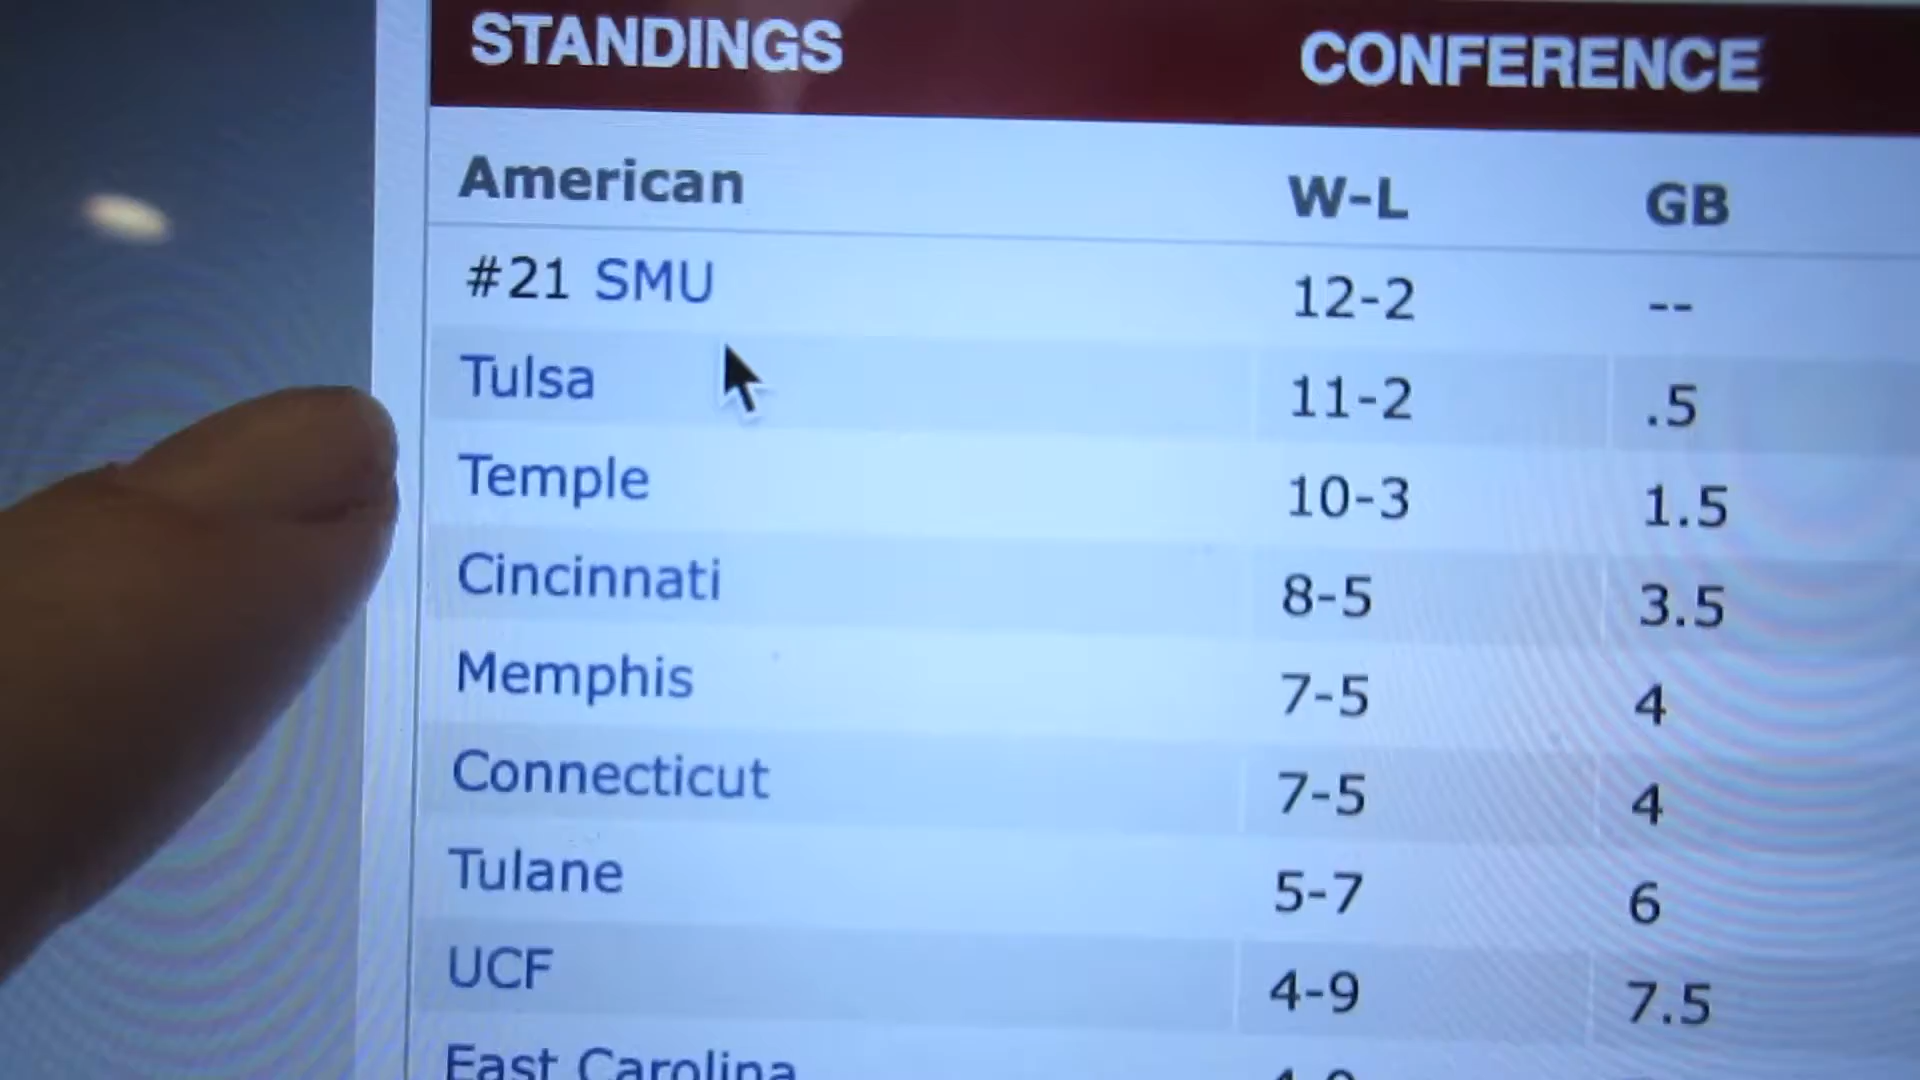 STANDINGS CONFERENCE
American W-L GB
#21 SMU 12-2 --
Tulsa 11-2 .5
Temple 10-3 1.5
Cincinnati 8-5 3.5
Memphis 7-5 4
Connecticut 7-5 4
Tulane 5-7 6
UCF 4-9 7.5
East Carolina